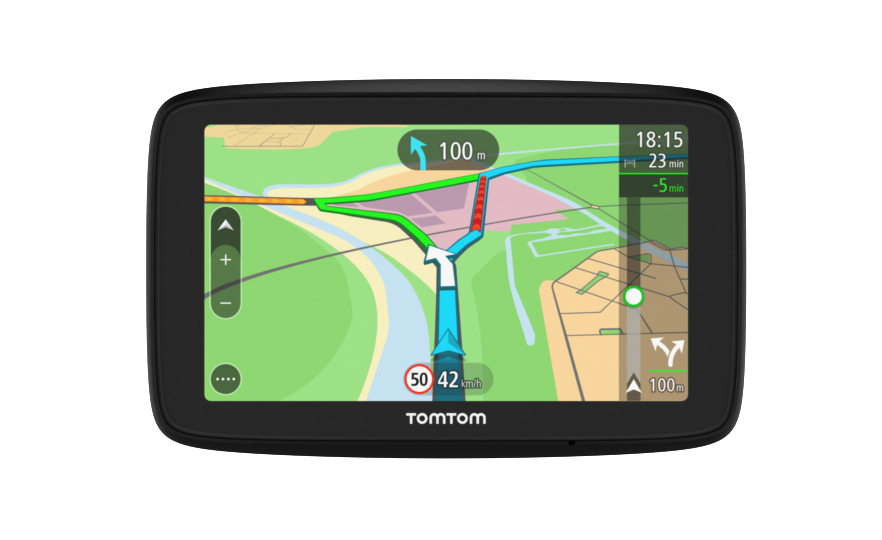 100 m
18:15
23 min
-5 min
+
−
50
42 km/h
100m
TOMTOM